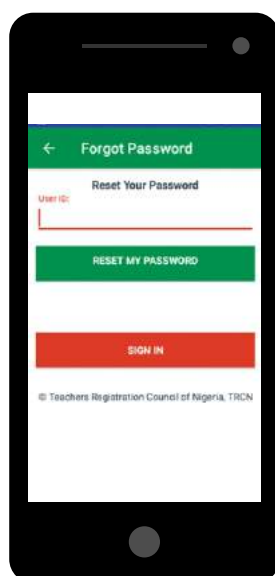 Forgot Password
Reset Your Password
User ID:
RESET MY PASSWORD
SIGN IN
© Teachers Registration Council of Nigeria, TRCN